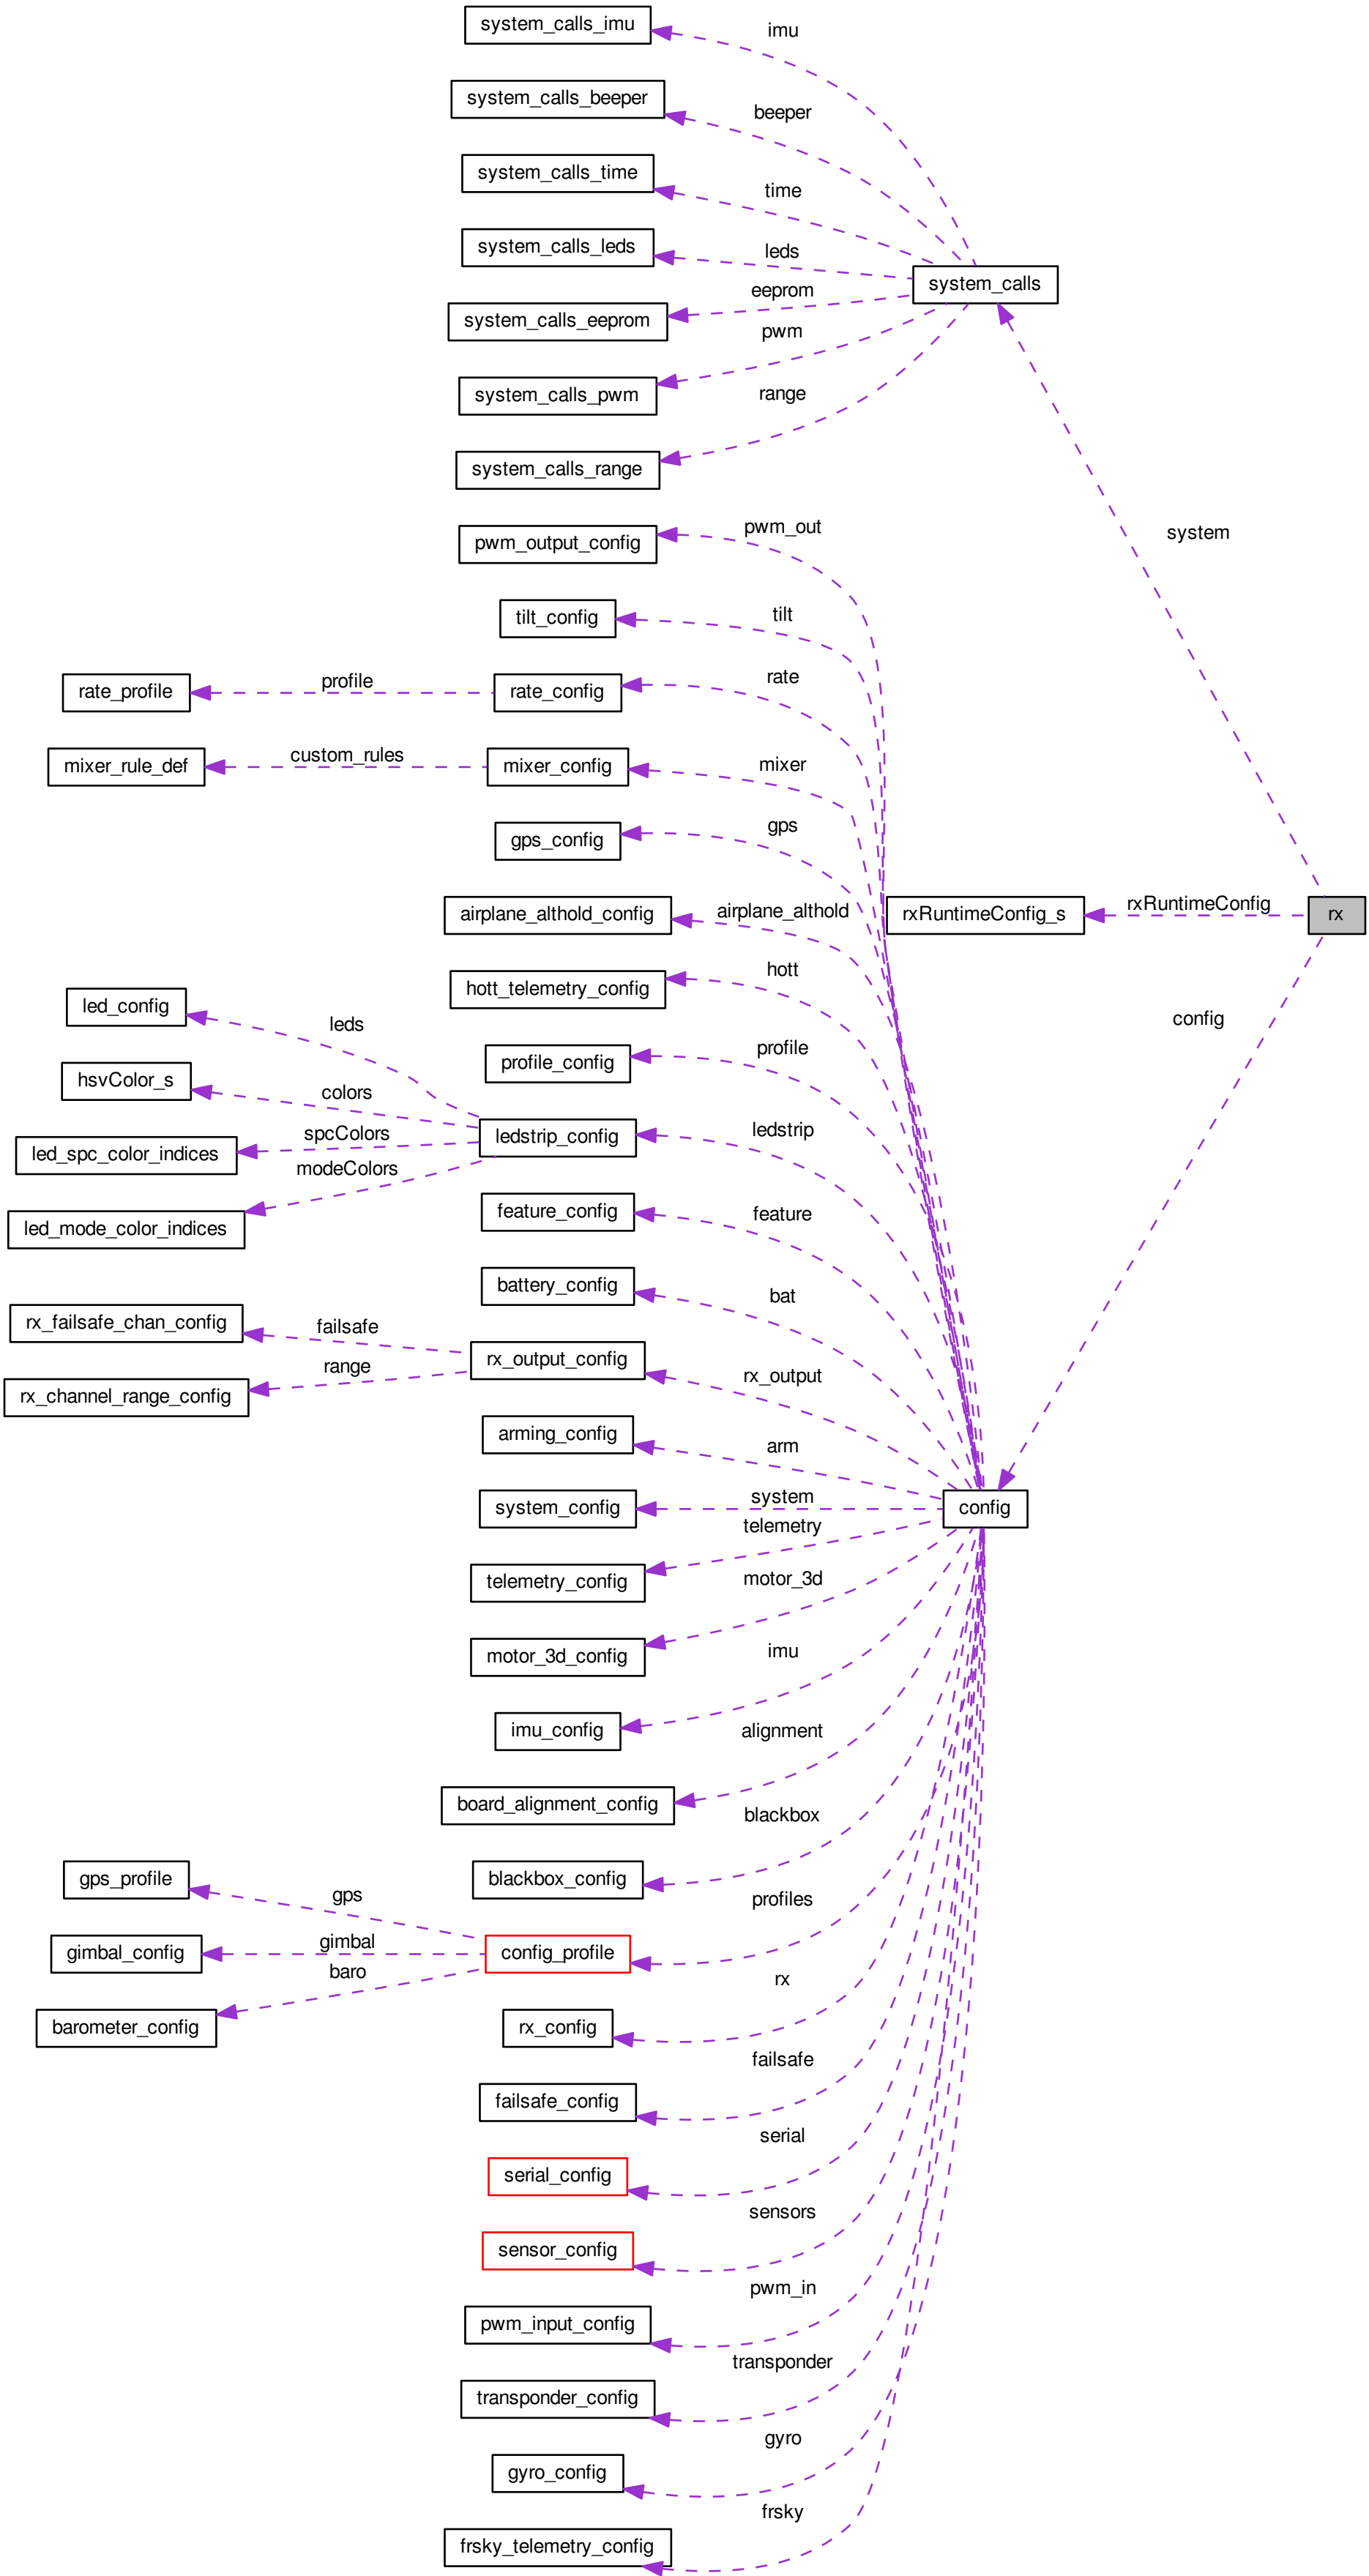 system_calls_imu
imu
system_calls_beeper
beeper
system_calls_time
time
system_calls_leds
leds
system_calls
system_calls_eeprom
eeprom
system_calls_pwm
pwm
system_calls_range
range
system
pwm_output_config
pwm_out
tilt_config
tilt
rate_profile
profile
rate_config
rate
mixer_rule_def
custom_rules
mixer_config
mixer
gps_config
gps
airplane_althold_config
airplane_althold
rxRuntimeConfig_s
rxRuntimeConfig
rx
hott_telemetry_config
hott
config
led_config
leds
profile_config
profile
hsvColor_s
colors
led_spc_color_indices
spcColors
ledstrip_config
ledstrip
led_mode_color_indices
modeColors
feature_config
feature
battery_config
bat
rx_failsafe_chan_config
failsafe
rx_output_config
rx_output
rx_channel_range_config
range
arming_config
arm
system_config
system
config
telemetry_config
telemetry
motor_3d_config
motor_3d
imu_config
imu
board_alignment_config
alignment
blackbox_config
blackbox
gps_profile
gps
gimbal_config
gimbal
config_profile
profiles
barometer_config
baro
rx_config
rx
failsafe_config
failsafe
serial_config
serial
sensor_config
sensors
pwm_input_config
pwm_in
transponder_config
transponder
gyro_config
gyro
frsky_telemetry_config
frsky